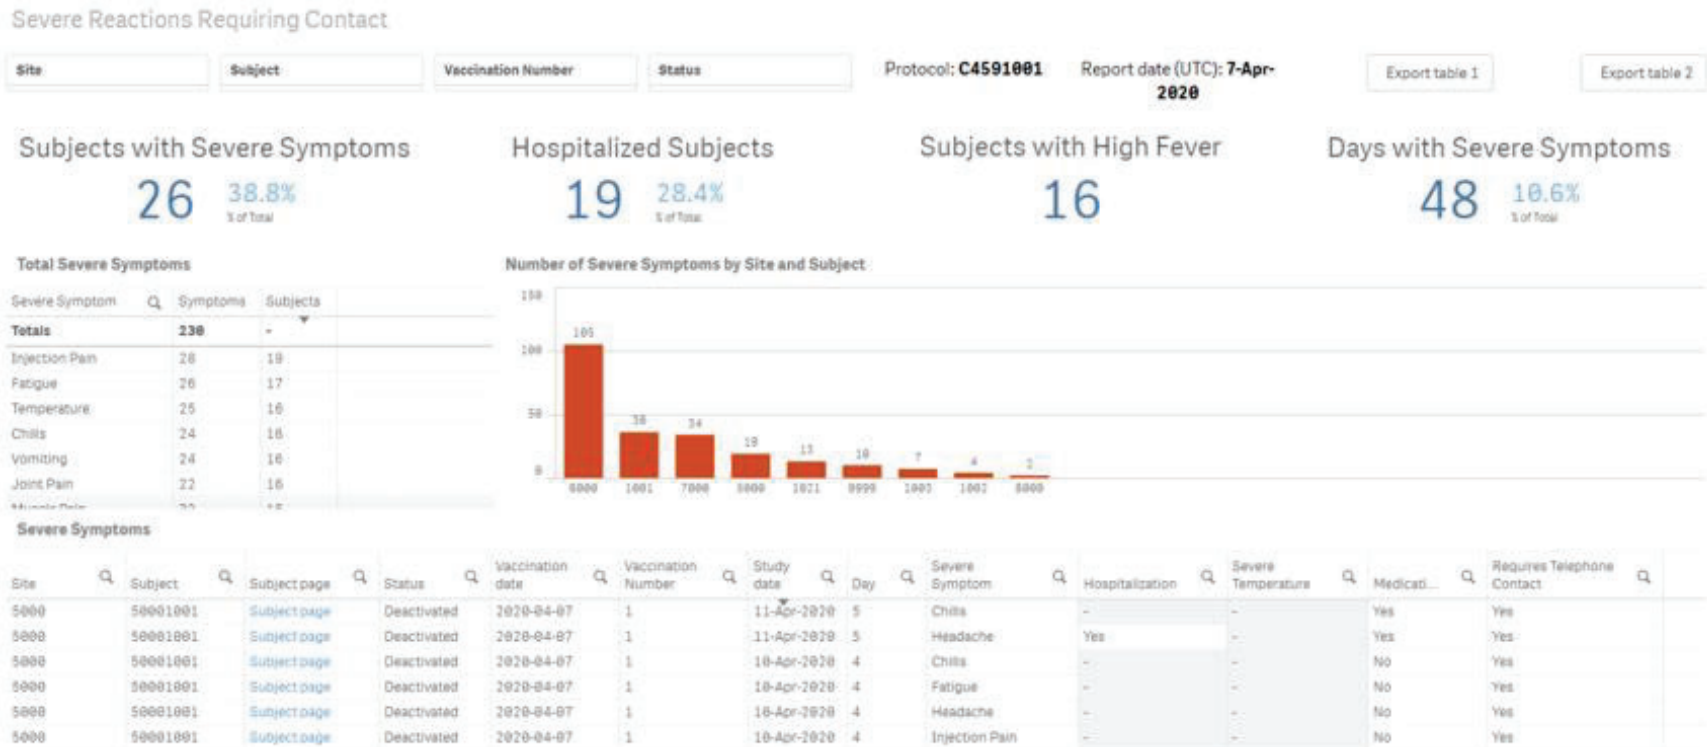 Severe Reactions Requiring Contact
Site Subject Vaccination Number Status Protocol: C4591001 Report date (UTC): 7-Apr-2020 Export table 1 Export table 2
Subjects with Severe Symptoms Hospitalized Subjects Subjects with High Fever Days with Severe Symptoms
26 38.8% 19 28.4% 16 48 10.6%
% of Total % of Total % of Total
Total Severe Symptoms Number of Severe Symptoms by Site and Subject
Severe Symptom Symptoms Subjects
Totals 230 -
Injection Pain 28
Fatigue 26 17
Temperature 25 16
Chills 24 16
Vomiting 24 16
Joint Pain 22 16
150
100
50
0
105 34 19 13 10 7 4 2
1001 7000 1021 9999 1003 1002
Severe Symptoms
Site Subject Subject page Status Vaccination date Vaccination Number Study date Day Severe Symptom Hospitalization Severe Temperature Medicati... Requires Telephone Contact
5000 50001001 Subject page Deactivated 2020-04-07 1 11-Apr-2020 5 Chills - - Yes Yes
5000 50001001 Subject page Deactivated 2020-04-07 1 11-Apr-2020 5 Headache Yes - Yes Yes
5000 50001001 Subject page Deactivated 2020-04-07 1 10-Apr-2020 4 Chills - - No Yes
5000 50001001 Subject page Deactivated 2020-04-07 1 10-Apr-2020 4 Fatigue - - No Yes
5000 50001001 Subject page Deactivated 2020-04-07 1 10-Apr-2020 4 Headache - - No Yes
5000 50001001 Subject page Deactivated 2020-04-07 1 10-Apr-2020 4 Injection Pain - - No Yes